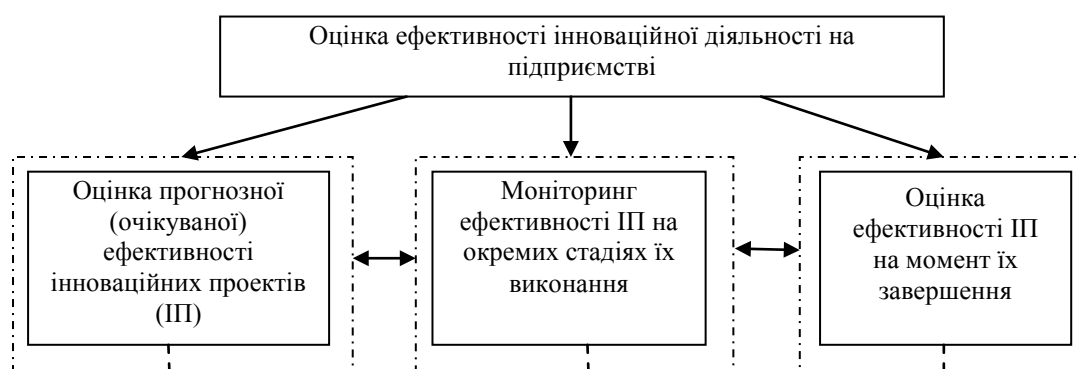 Оцінка ефективності інноваційної діяльності на
підприємстві
Оцінка прогнозної
(очікуваної)
ефективності
інноваційних проектів
(ІП)
Моніторинг
ефективності ІП на
окремих стадіях їх
виконання
Оцінка
ефективності ІП
на момент їх
завершення